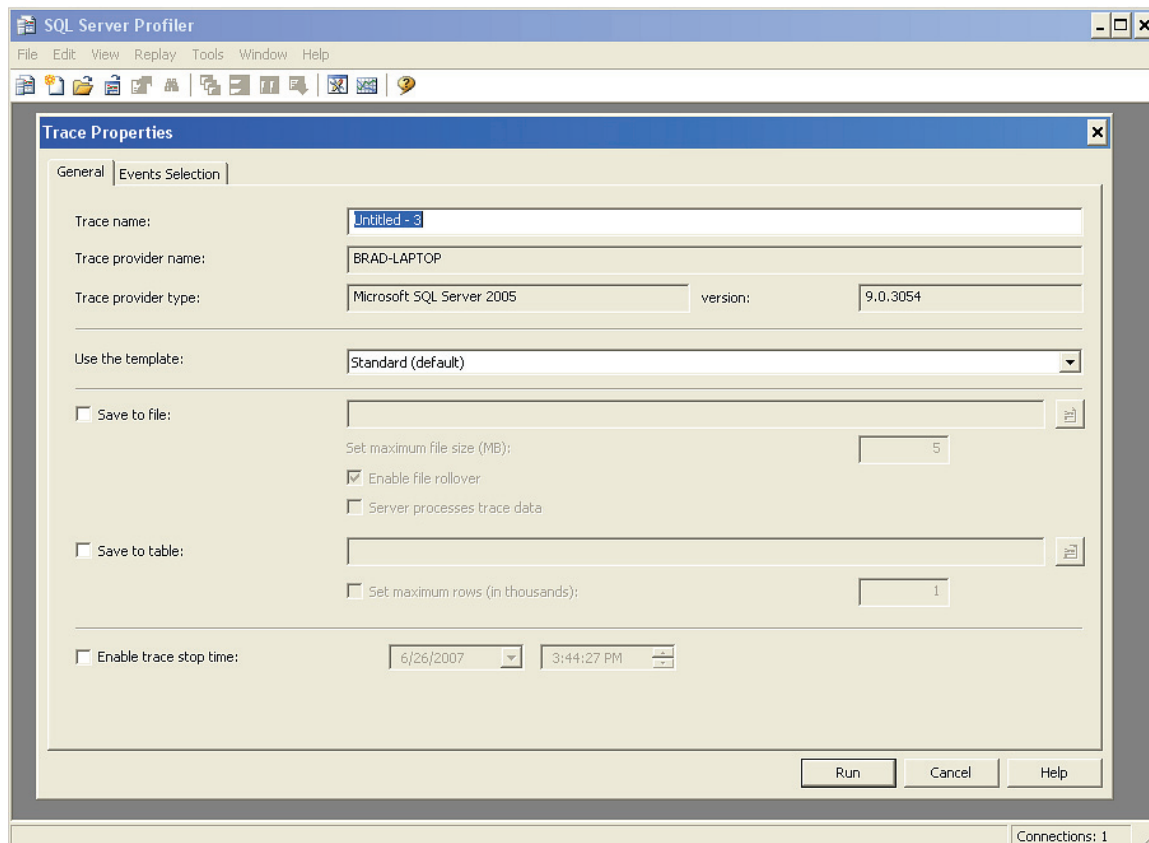 SQL Server Profiler
File Edit View Replay Tools Window Help
Trace Properties
General Events Selection
Trace name: Untitled - 3
Trace provider name: BRAD-LAPTOP
Trace provider type: Microsoft SQL Server 2005 version: 9.0.3054
Use the template: Standard (default)
Save to file:
Set maximum file size (MB): 5
Enable file rollover
Server processes trace data
Save to table:
Set maximum rows (in thousands): 1
Enable trace stop time: 6/26/2007 3:44:27 PM
Run Cancel Help
Connections: 1